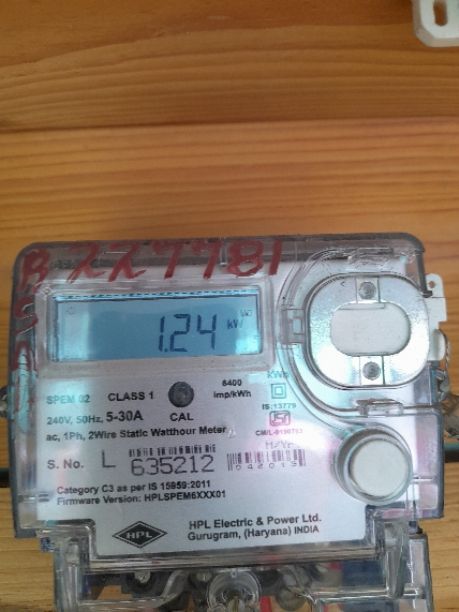 B 227781
1.24 kW
SPEM 02 CLASS 1 6400 imp/kWh kWh
240V, 50Hz, 5-30A CAL IS:13779
ac, 1Ph, 2Wire Static Watthour Meter
S. No. L 635212
Category C3 as per IS 15959:2011
Firmware Version: HPLSPEM6XXX01
HPL HPL Electric & Power Ltd.
Gurugram, (Haryana) INDIA